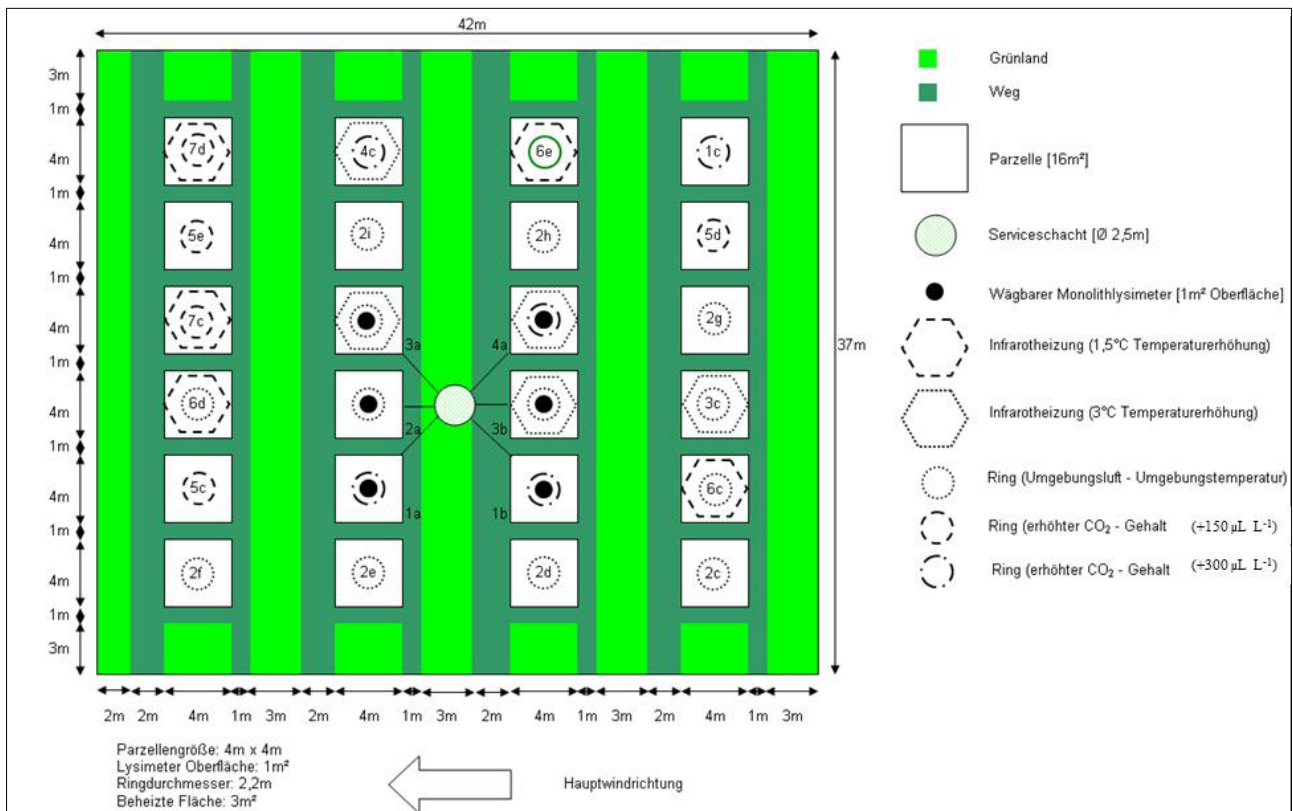 42m
3m
1m
4m
1m
4m
1m
4m
1m
4m
1m
4m
1m
4m
1m
3m
7d
4c
6e
1c
5e
2i
2h
5d
7c
2g
3a
4a
6d
3c
2a
3b
5c
6c
1a
1b
2f
2e
2d
2c
37m
2m 2m 4m 1m 3m 2m 4m 1m 3m 2m 4m 1m 3m 2m 4m 1m 3m
Parzellengröße: 4m x 4m
Lysimeter Oberfläche: 1m²
Ringdurchmesser: 2,2m
Beheizte Fläche: 3m²
Hauptwindrichtung
Grünland
Weg
Parzelle [16m²]
Serviceschacht [Ø 2,5m]
Wägbarer Monolithlysimeter [1m² Oberfläche]
Infrarotheizung (1,5°C Temperaturerhöhung)
Infrarotheizung (3°C Temperaturerhöhung)
Ring (Umgebungsluft - Umgebungstemperatur)
Ring (erhöhter CO₂ - Gehalt (+150 µL L⁻¹)
Ring (erhöhter CO₂ - Gehalt (+300 µL L⁻¹)